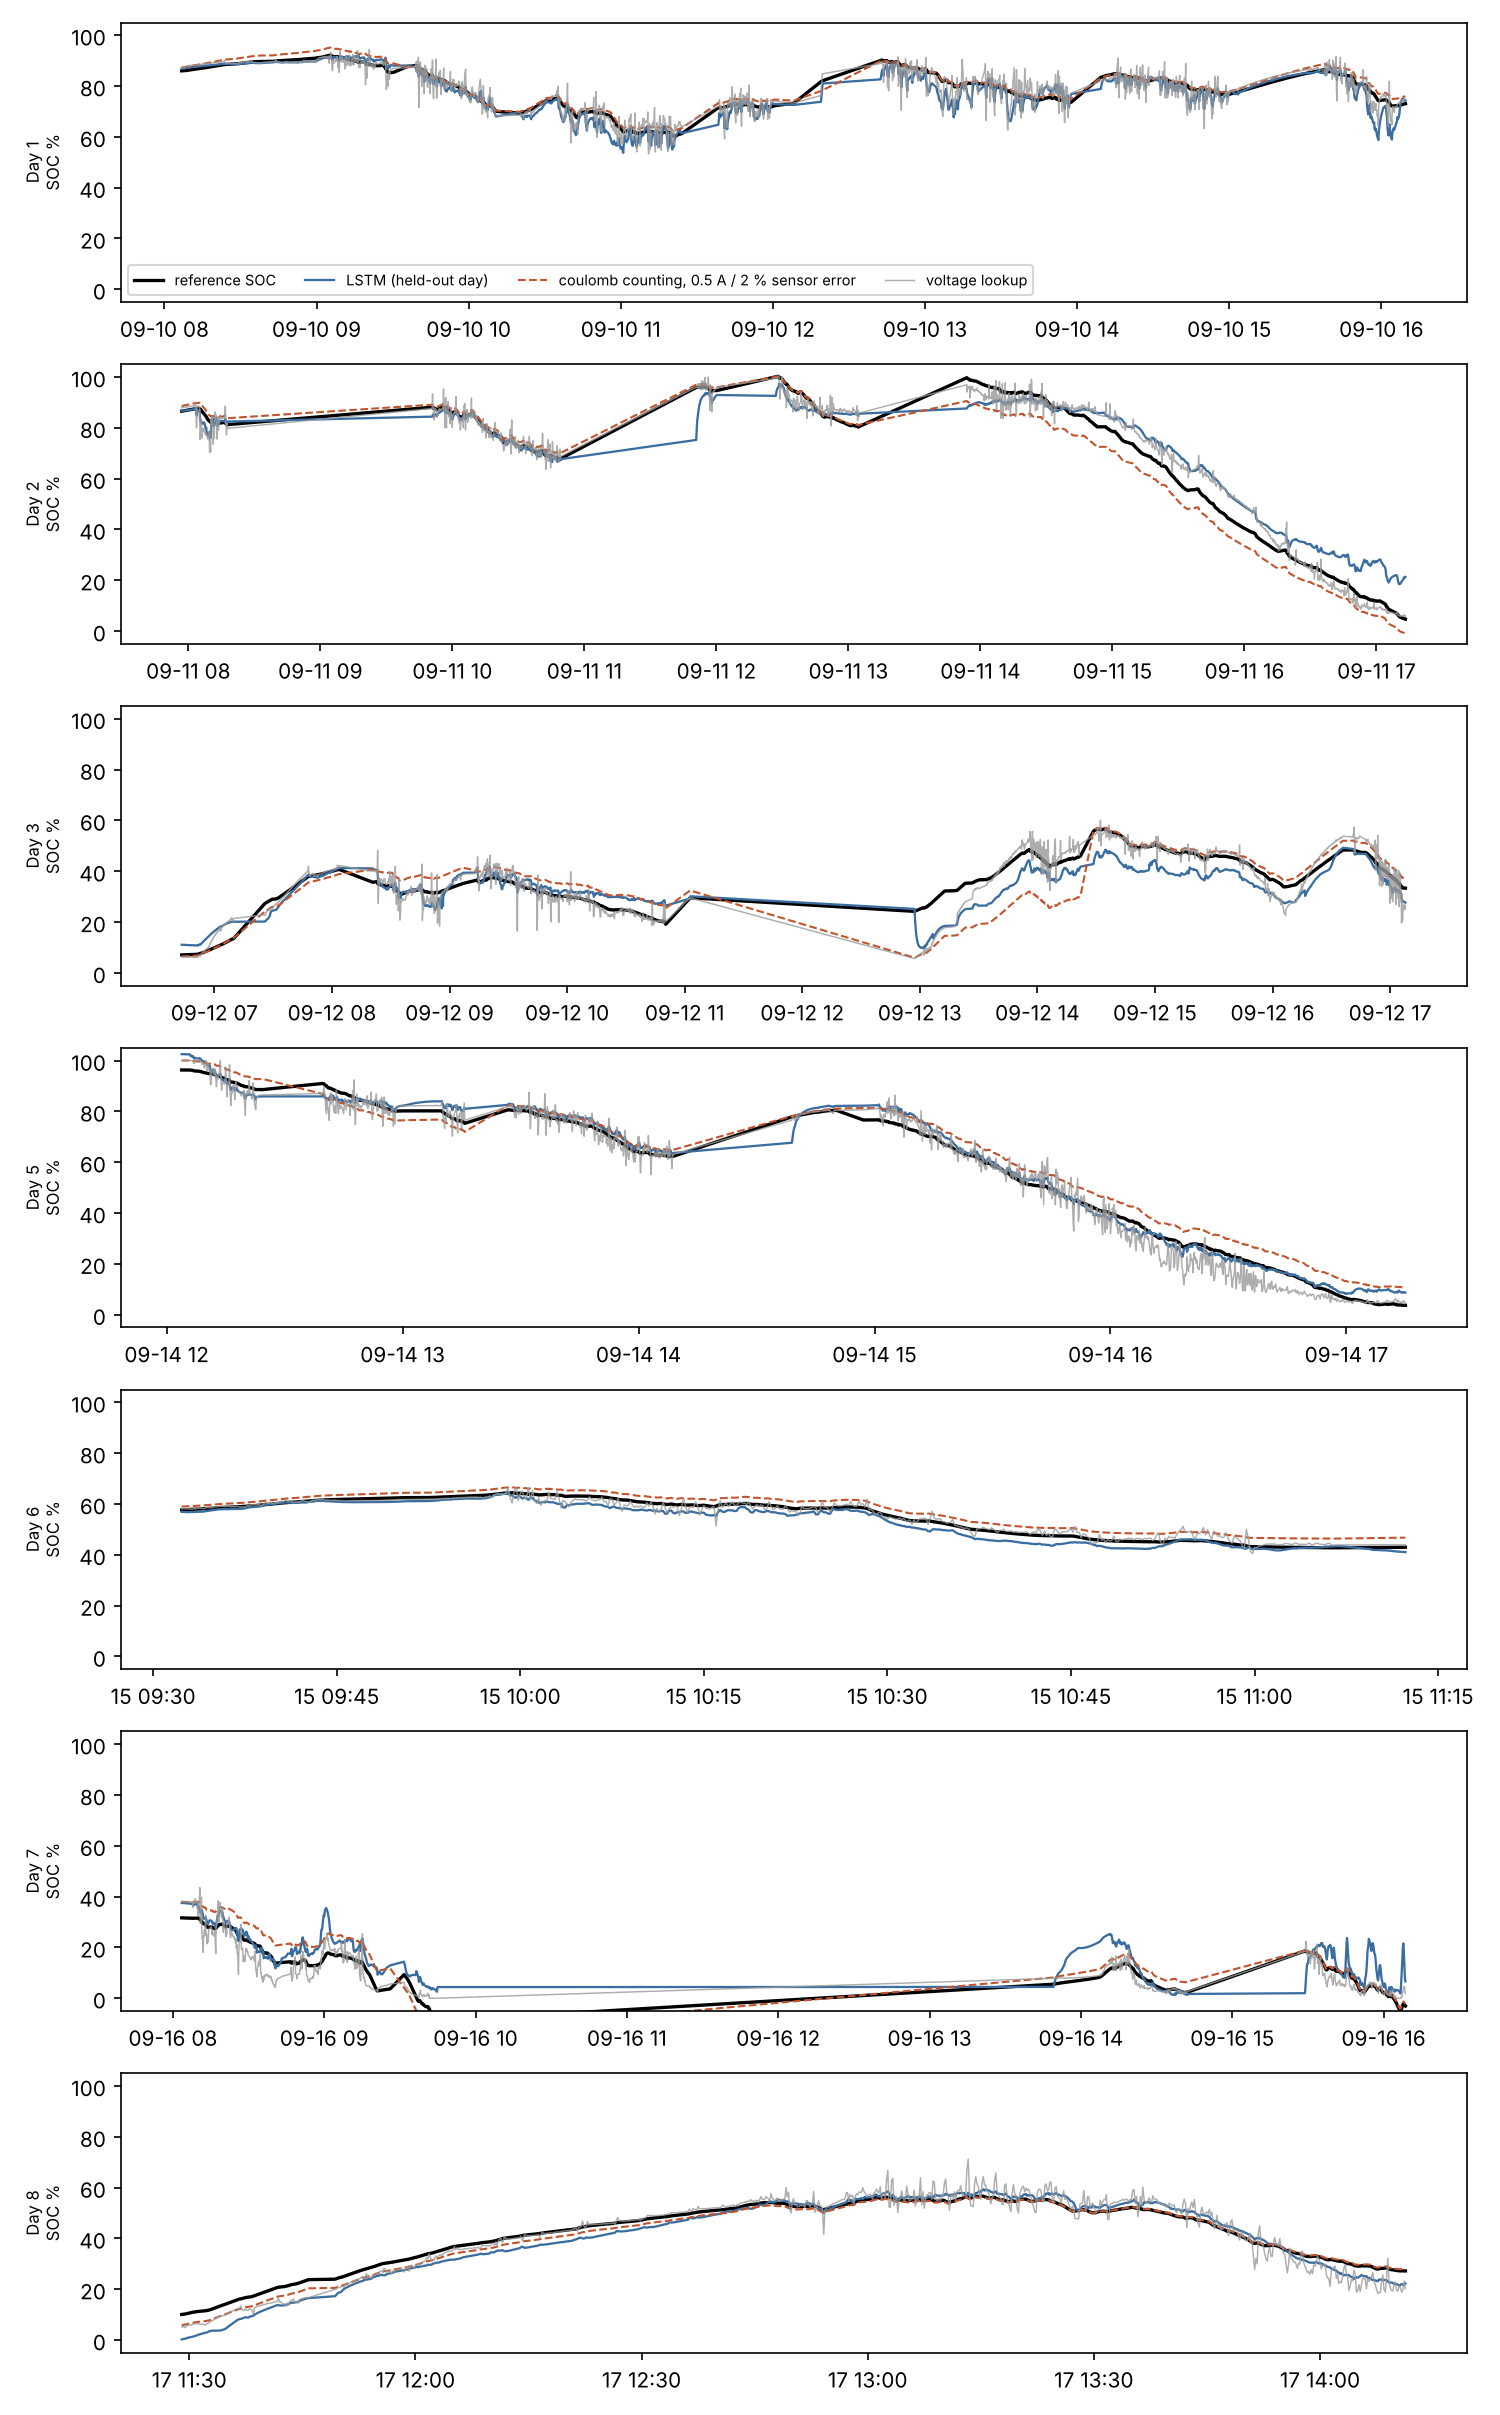 Day 1
SOC %
100
80
60
40
20
0
reference SOC
LSTM (held-out day)
coulomb counting, 0.5 A / 2 % sensor error
voltage lookup
09-10 08 09-10 09 09-10 10 09-10 11 09-10 12 09-10 13 09-10 14 09-10 15 09-10 16
Day 2
SOC %
100
80
60
40
20
0
09-11 08 09-11 09 09-11 10 09-11 11 09-11 12 09-11 13 09-11 14 09-11 15 09-11 16 09-11 17
Day 3
SOC %
100
80
60
40
20
0
09-12 07 09-12 08 09-12 09 09-12 10 09-12 11 09-12 12 09-12 13 09-12 14 09-12 15 09-12 16 09-12 17
Day 5
SOC %
100
80
60
40
20
0
09-14 12 09-14 13 09-14 14 09-14 15 09-14 16 09-14 17
Day 6
SOC %
100
80
60
40
20
0
15 09:30 15 09:45 15 10:00 15 10:15 15 10:30 15 10:45 15 11:00 15 11:15
Day 7
SOC %
100
80
60
40
20
0
09-16 08 09-16 09 09-16 10 09-16 11 09-16 12 09-16 13 09-16 14 09-16 15 09-16 16
Day 8
SOC %
100
80
60
40
20
0
17 11:30 17 12:00 17 12:30 17 13:00 17 13:30 17 14:00